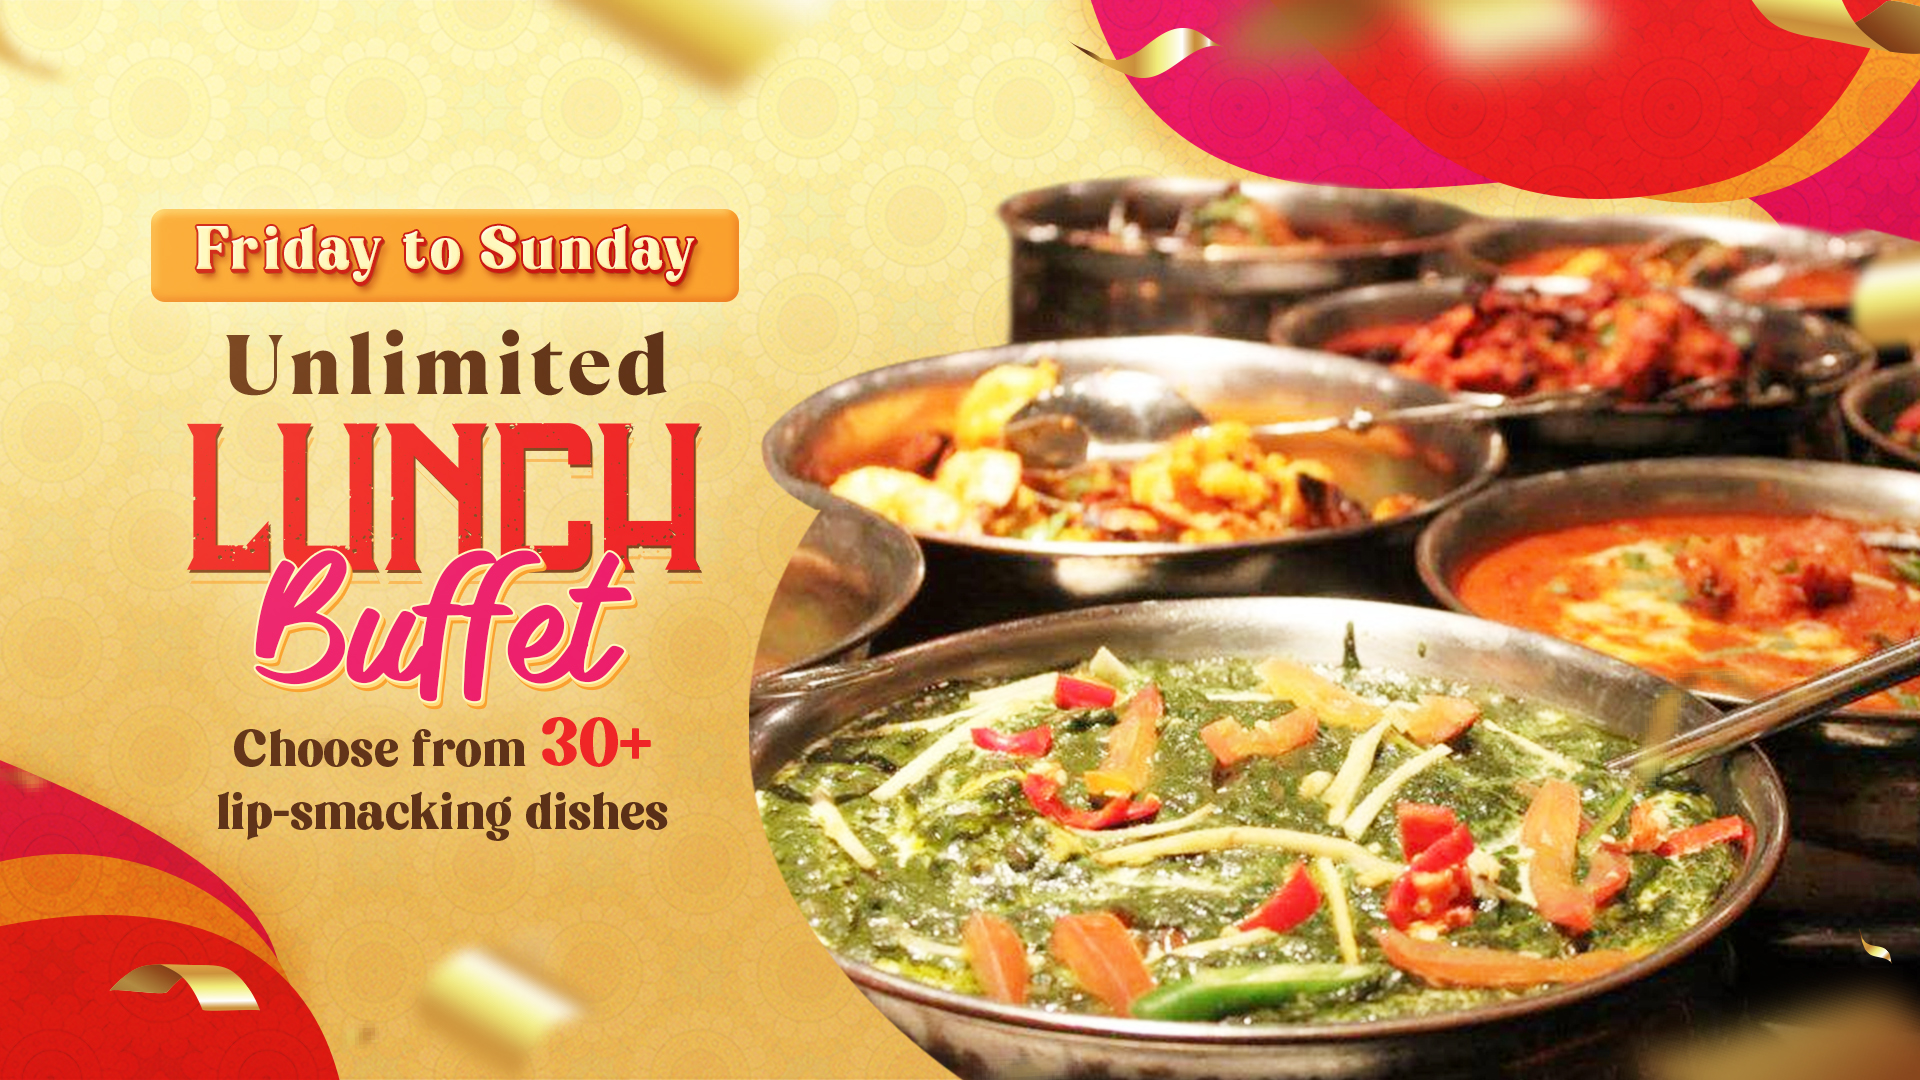 Friday to Sunday
Unlimited
LUNCH
Buffet
Choose from 30+
lip-smacking dishes